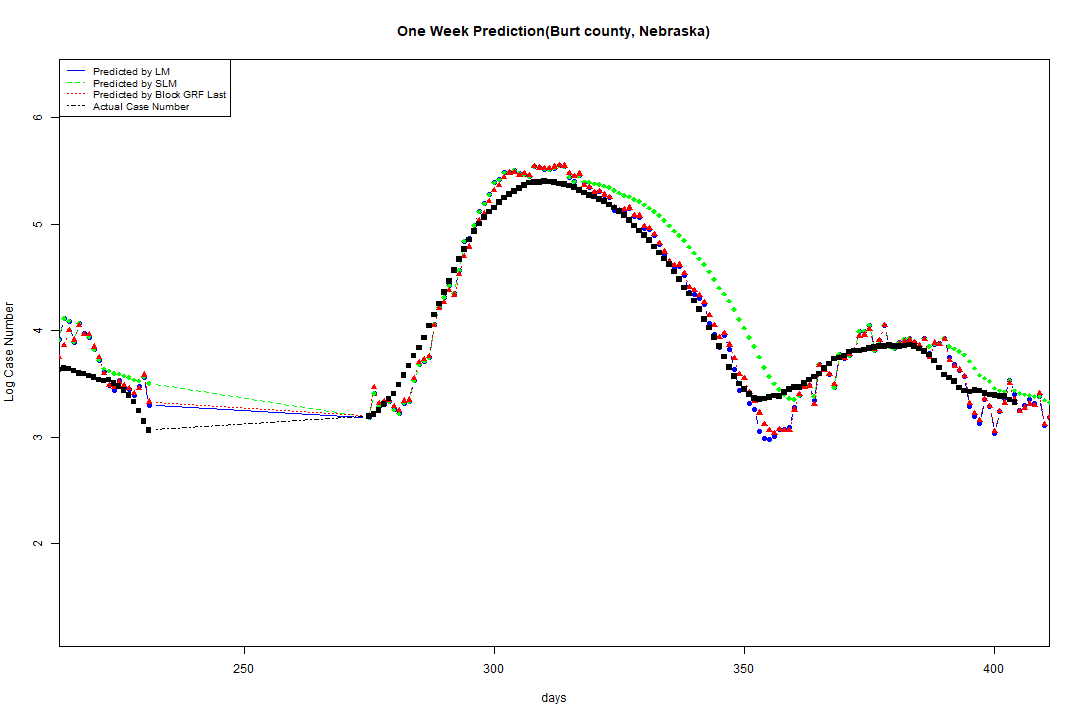 One Week Prediction(Burt county, Nebraska)
Predicted by LM
Predicted by SLM
Predicted by Block GRF Last
Actual Case Number
6
5
4
3
2
Log Case Number
250
300
350
400
days